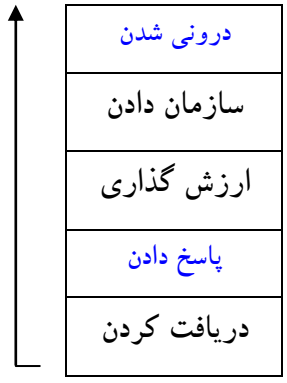 درونی شدن
سازمان دادن
ارزش گذاری
پاسخ دادن
دریافت کردن